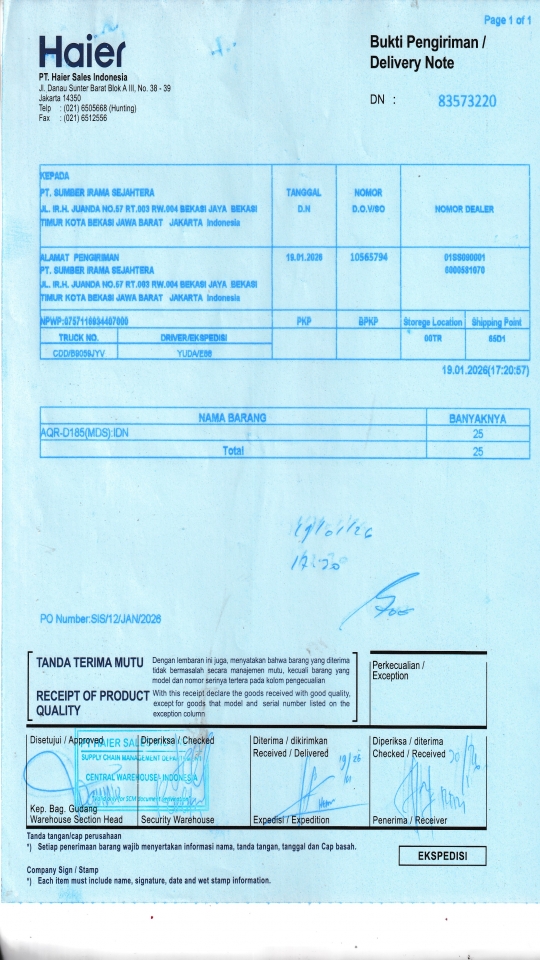 Page 1 of 1
Haier
Bukti Pengiriman /
Delivery Note
PT. Haier Sales Indonesia
Jl. Danau Sunter Barat Blok A III, No. 38 - 39
Jakarta 14350
Telp : (021) 6505668 (Hunting)
Fax : (021) 6512556
DN : 83573220
KEPADA
PT. SUMBER IRAMA SEJAHTERA
JL. IR.H. JUANDA NO.57 RT.003 RW.004 BEKASI JAYA BEKASI
TIMUR KOTA BEKASI JAWA BARAT JAKARTA Indonesia
TANGGAL
D.N
NOMOR
D.O.V/SO
NOMOR DEALER
ALAMAT PENGIRIMAN
PT. SUMBER IRAMA SEJAHTERA
JL. IR.H. JUANDA NO.57 RT.003 RW.004 BEKASI JAYA BEKASI
TIMUR KOTA BEKASI JAWA BARAT JAKARTA Indonesia
19.01.2026
10565794
01SS090001
6000581070
NPWP:0757116634407000
PKP
BPKP
Storege Location
Shipping Point
TRUCK NO.
DRIVER/EKSPEDISI
00TR
65D1
CDD/B9059JYV
YUDA/E68
19.01.2026(17:20:57)
NAMA BARANG
BANYAKNYA
AQR-D185(MDS):IDN
25
Total
25
19/01/26
17:30
PO Number:SIS/12/JAN/2026
TANDA TERIMA MUTU
Dengan lembaran ini juga, menyatakan bahwa barang yang diterima
tidak bermasalah secara manajemen mutu, kecuali barang yang
model dan nomor serinya tertera pada kolom pengecualian
RECEIPT OF PRODUCT
QUALITY
With this receipt declare the goods received with good quality,
except for goods that model and serial number listed on the
exception column
Perkecualian /
Exception
Disetujui / Approved
Diperiksa / Checked
Diterima / dikirimkan
Received / Delivered
Diperiksa / diterima
Checked / Received
PT HAIER SALES
SUPPLY CHAIN MANAGEMENT DEPARTMENT
CENTRAL WAREHOUSE INDONESIA
Kep. Bag. Gudang
Warehouse Section Head
Security Warehouse
Expedisi / Expedition
Penerima / Receiver
Tanda tangan/cap perusahaan
*) Setiap penerimaan barang wajib menyertakan informasi nama, tanda tangan, tanggal dan Cap basah.
EKSPEDISI
Company Sign / Stamp
*) Each item must include name, signature, date and wet stamp information.